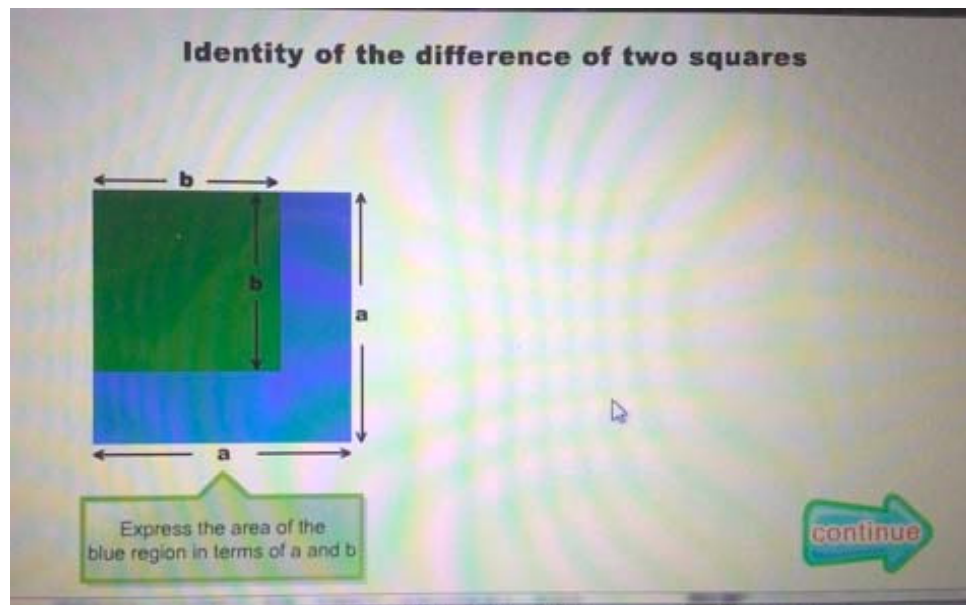 Identity of the difference of two squares
b
b
a
a
Express the area of the
blue region in terms of a and b
continue